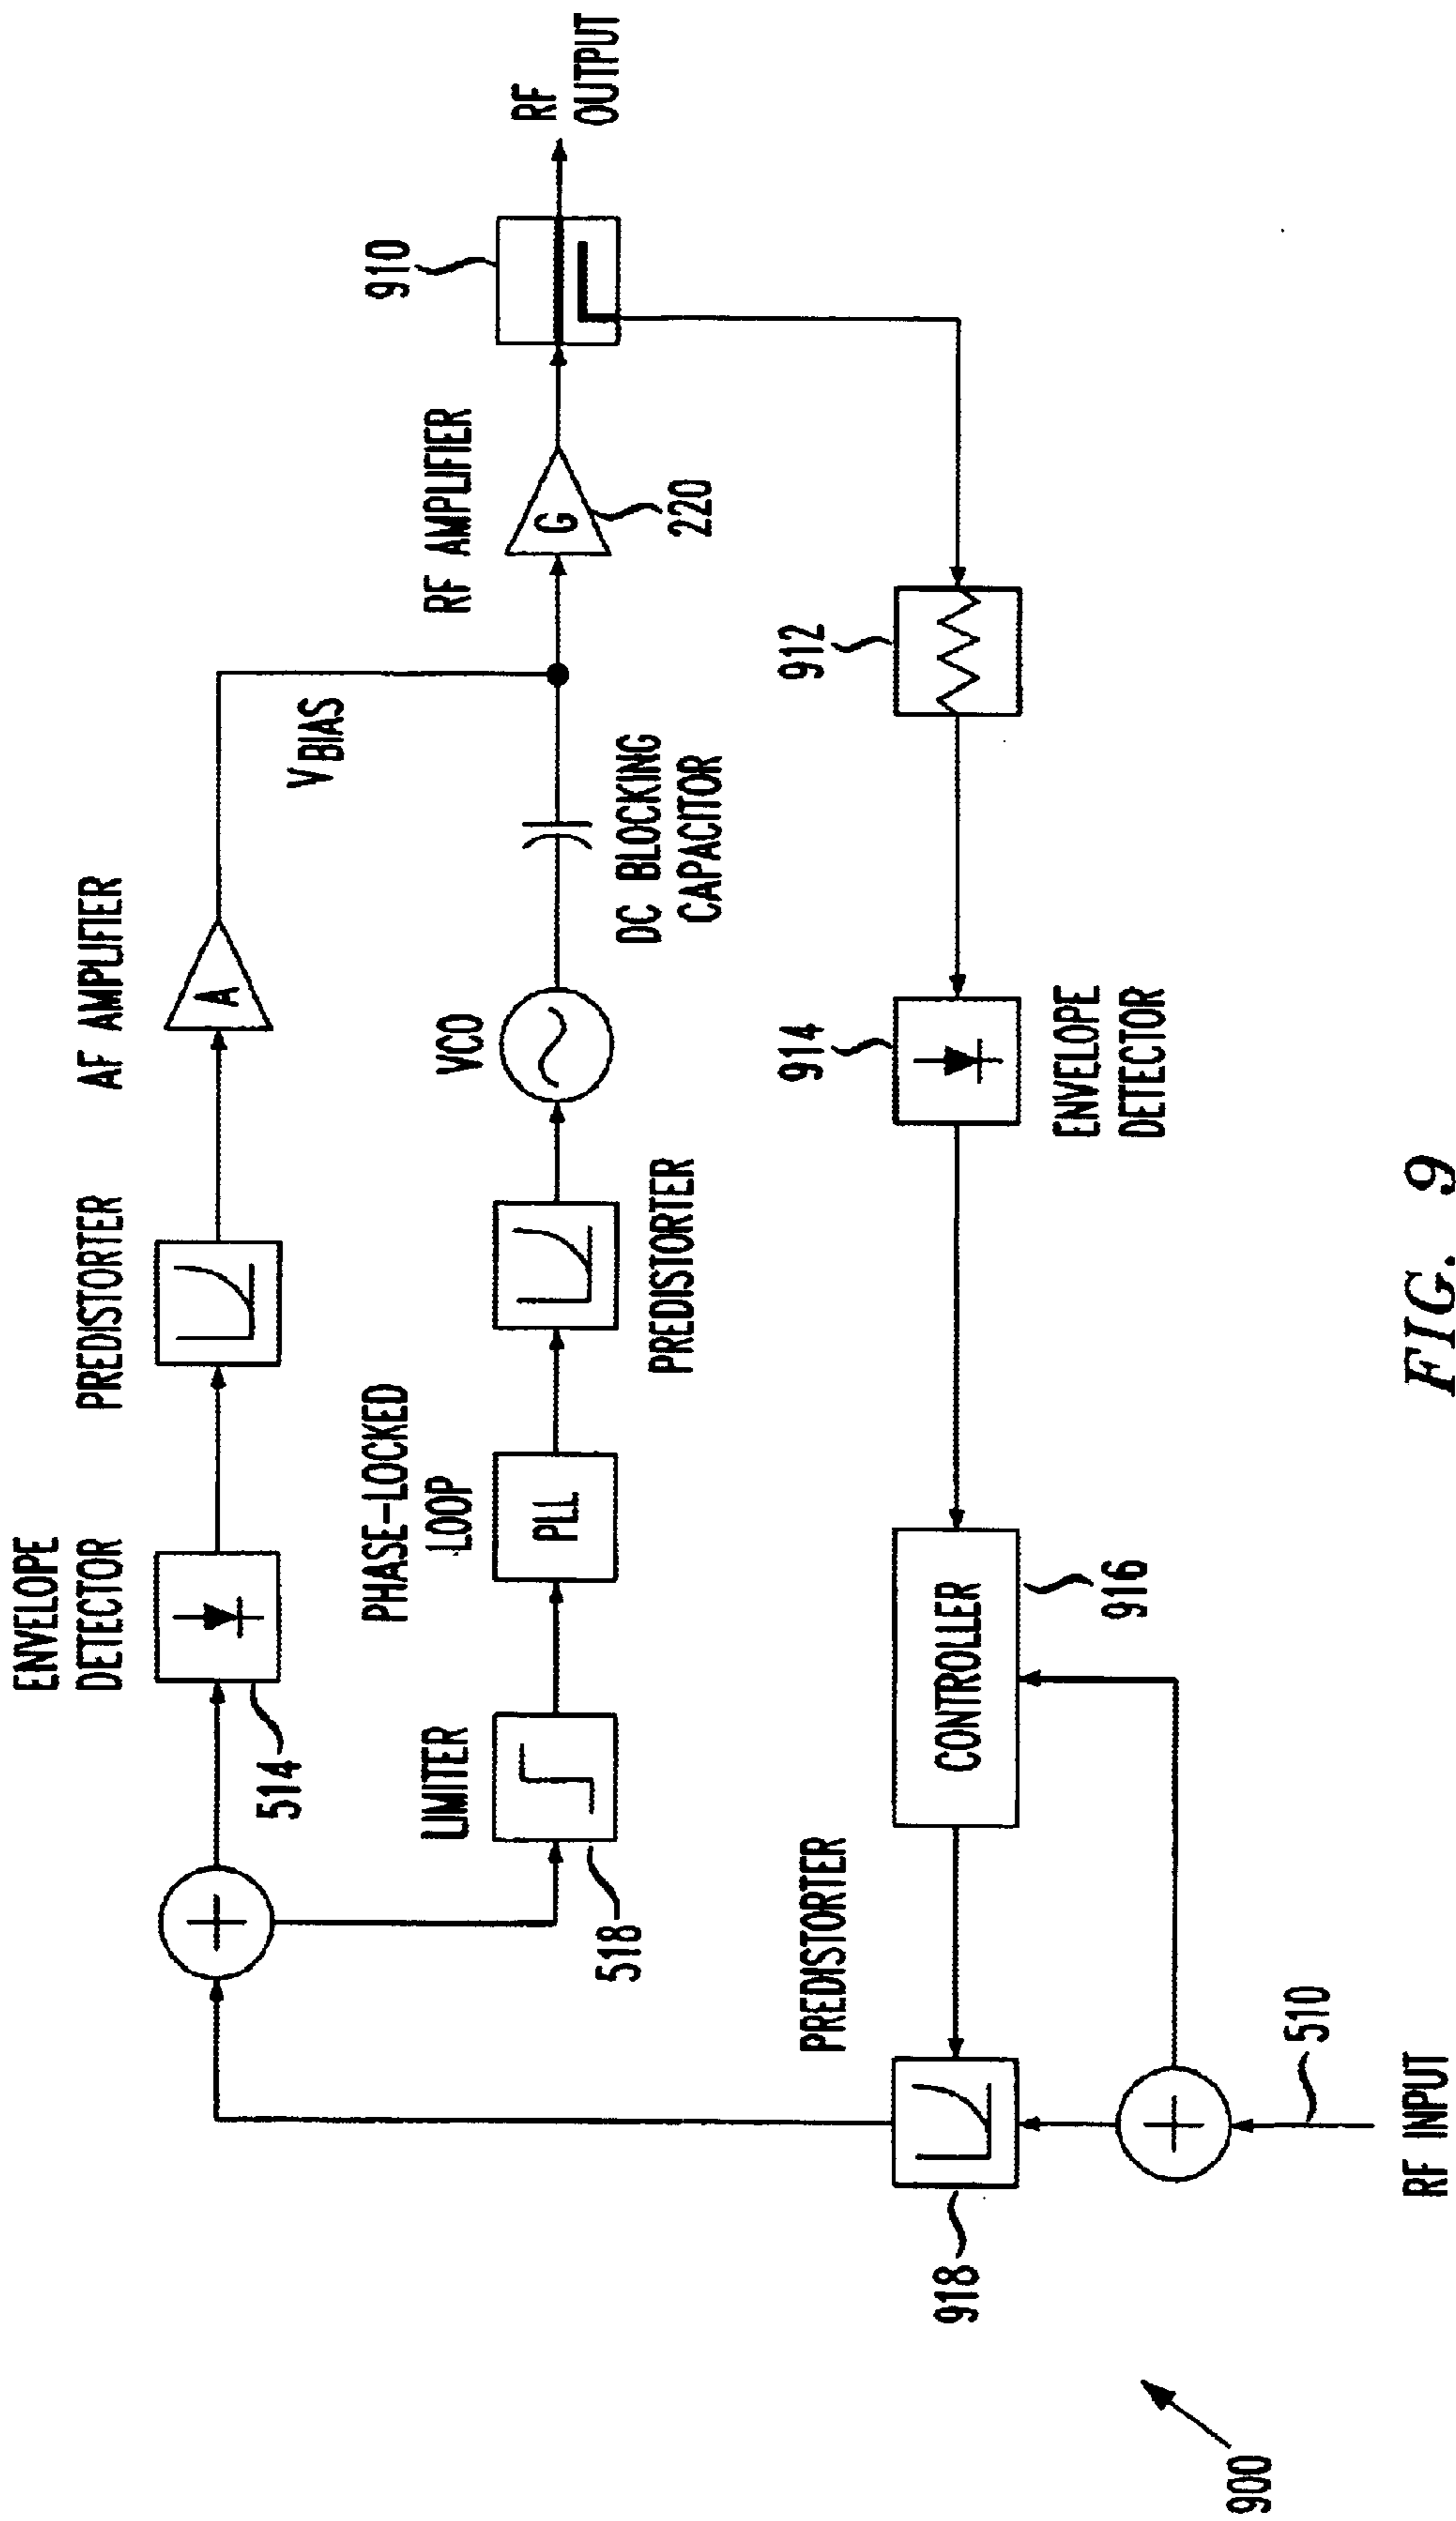 ENVELOPE
DETECTOR
514
PREDISTORTER
AF AMPLIFIER
A
V BIAS
LIMITER
518
PHASE-LOCKED
LOOP
PLL
PREDISTORTER
VCO
DC BLOCKING
CAPACITOR
RF AMPLIFIER
G
220
910
RF
OUTPUT
PREDISTORTER
918
CONTROLLER
916
914
ENVELOPE
DETECTOR
912
510
RF INPUT
900
FIG. 9